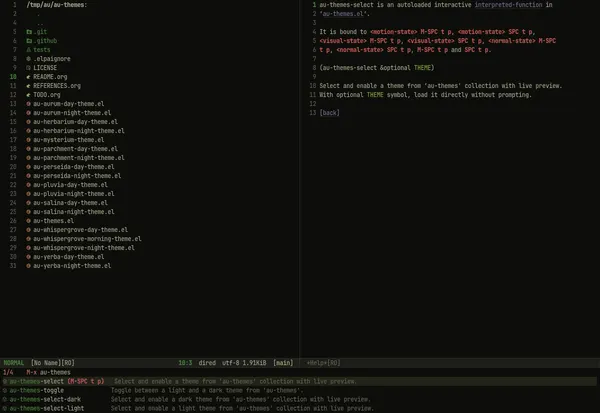 1 /tmp/au/au-themes:
2 .
4 ..
5 .git
6 .github
7 tests
8 .elpaignore
9 LICENSE
10 README.org
11 REFERENCES.org
12 TODO.org
13 au-aurum-day-theme.el
14 au-aurum-night-theme.el
15 au-herbarium-day-theme.el
16 au-herbarium-night-theme.el
17 au-mysterium-theme.el
18 au-parchment-day-theme.el
19 au-parchment-night-theme.el
20 au-perseida-day-theme.el
21 au-perseida-night-theme.el
22 au-pluvia-day-theme.el
23 au-pluvia-night-theme.el
24 au-salina-day-theme.el
25 au-salina-night-theme.el
26 au-themes.el
27 au-whispergrove-day-theme.el
28 au-whispergrove-morning-theme.el
29 au-whispergrove-night-theme.el
30 au-yerba-day-theme.el
31 au-yerba-night-theme.el
1 au-themes-select is an autoloaded interactive interpreted-function in
2 'au-themes.el'.
3
4 It is bound to <motion-state> M-SPC t p, <motion-state> SPC t p,
5 <visual-state> M-SPC t p, <visual-state> SPC t p, <normal-state> M-SPC
6 t p, <normal-state> SPC t p, M-SPC t p and SPC t p.
7
8 (au-themes-select &optional THEME)
9
10 Select and enable a theme from 'au-themes' collection with live preview.
11 With optional THEME symbol, load it directly without prompting.
12
13 [back]
NORMAL [No Name][RO] 10:3 dired utf-8 1.91KiB [main] *Help*[RO]
1/4 M-x au-themes
au-themes-select (M-SPC t p) Select and enable a theme from 'au-themes' collection with live preview.
au-themes-toggle Toggle between a light and a dark theme from 'au-themes'.
au-themes-select-dark Select and enable a dark theme from 'au-themes' collection with live preview.
au-themes-select-light Select and enable a light theme from 'au-themes' collection with live preview.